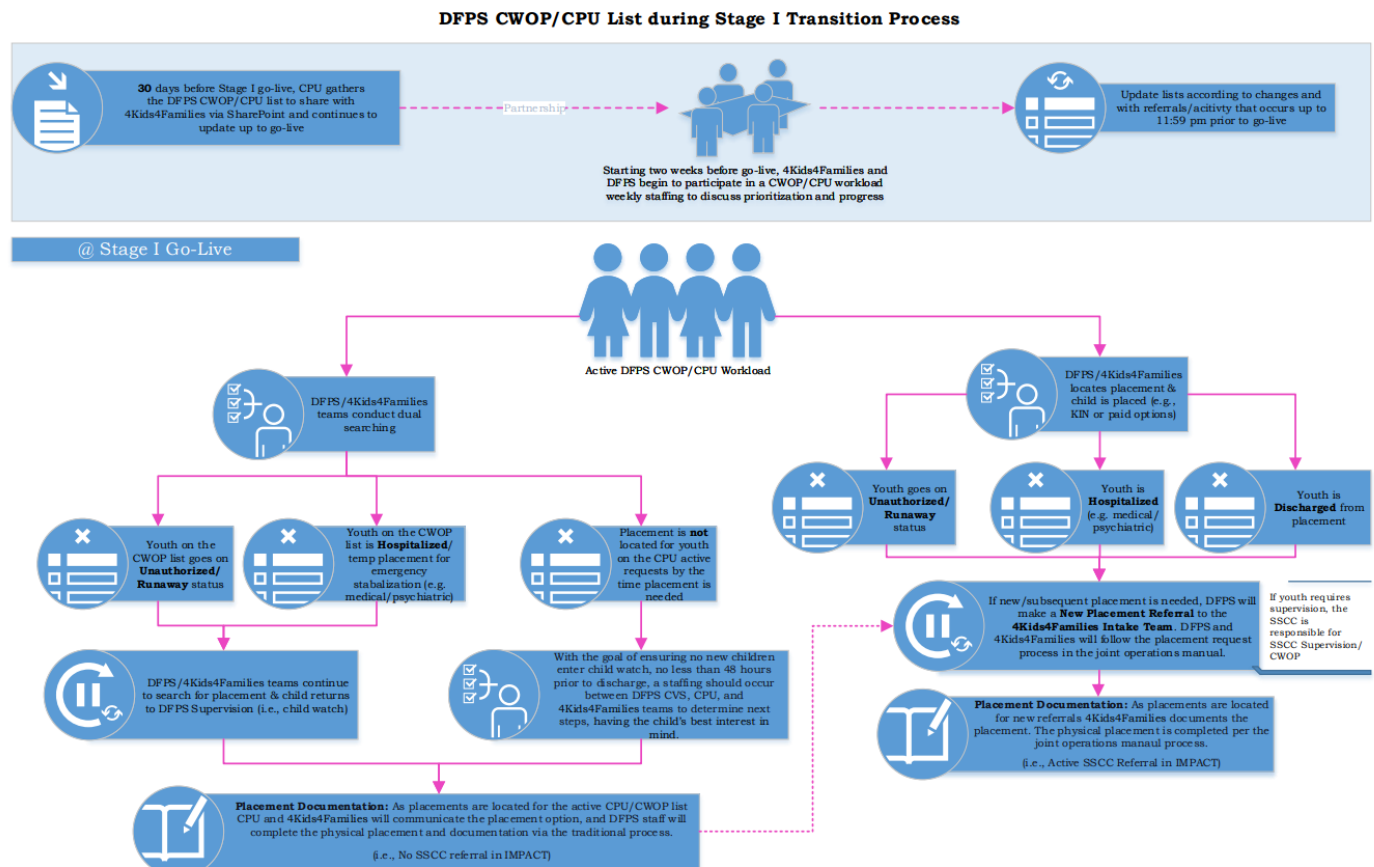 DFPS CWOP/CPU List during Stage I Transition Process
30 days before Stage I go-live, CPU gathers
the DFPS CWOP/CPU list to share with
4Kids4Families via SharePoint and continues to
update up to go-live
Partnership
Starting two weeks before go-live, 4Kids4Families and
DFPS begin to participate in a CWOP/CPU workload
weekly staffing to discuss prioritization and progress
Update lists according to changes and
with referrals/acitivty that occurs up to
11:59 pm prior to go-live
@ Stage I Go-Live
Active DFPS CWOP/CPU Workload
DFPS/4Kids4Families
teams conduct dual
searching
DFPS/4Kids4Families
locates placement &
child is placed (e.g.,
KIN or paid options)
Youth on the
CWOP list goes on
Unauthorized/
Runaway status
Youth on the CWOP
list is Hospitalized/
temp placement for
emergency
stabalization (e.g.
medical/psychiatric)
Placement is not
located for youth
on the CPU active
requests by the
time placement is
needed
Youth goes on
Unauthorized/
Runaway
status
Youth is
Hospitalized
(e.g. medical/
psychiatric)
Youth is
Discharged from
placement
DFPS/4Kids4Families teams continue
to search for placement & child returns
to DFPS Supervision (i.e., child watch)
With the goal of ensuring no new children
enter child watch, no less than 48 hours
prior to discharge, a staffing should occur
between DFPS CVS, CPU, and
4Kids4Families teams to determine next
steps, having the child's best interest in
mind.
If new/subsequent placement is needed, DFPS will
make a New Placement Referral to the
4Kids4Families Intake Team. DFPS and
4Kids4Families will follow the placement request
process in the joint operations manual.
If youth requires
supervision, the
SSCC is
responsible for
SSCC Supervision/
CWOP
Placement Documentation: As placements are located
for new referrals 4Kids4Families documents the
placement. The physical placement is completed per the
joint operations manaul process.
(i.e., Active SSCC Referral in IMPACT)
Placement Documentation: As placements are located for the active CPU/CWOP list
CPU and 4Kids4Families will communicate the placement option, and DFPS staff will
complete the physical placement and documentation via the traditional process.
(i.e., No SSCC referral in IMPACT)